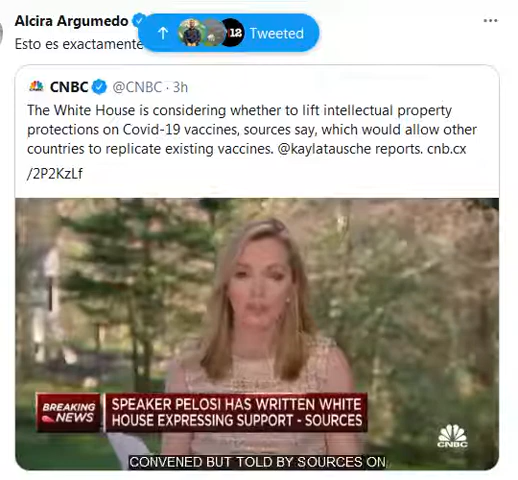 Alcira Argumedo
12 Tweeted
Esto es exactamente
CNBC @CNBC · 3h
The White House is considering whether to lift intellectual property
protections on Covid-19 vaccines, sources say, which would allow other
countries to replicate existing vaccines. @kaylatausche reports. cnb.cx
/2P2KzLf
BREAKING
NEWS
SPEAKER PELOSI HAS WRITTEN WHITE
HOUSE EXPRESSING SUPPORT - SOURCES
CNBC
CONVENED BUT TOLD BY SOURCES ON